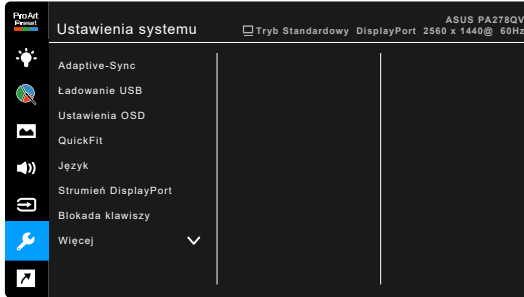 ProArt
Preset
ASUS PA278QV
Ustawienia systemu
Tryb Standardowy DisplayPort 2560 x 1440@ 60Hz
Adaptive-Sync
Ładowanie USB
Ustawienia OSD
QuickFit
Język
Strumień DisplayPort
Blokada klawiszy
Więcej